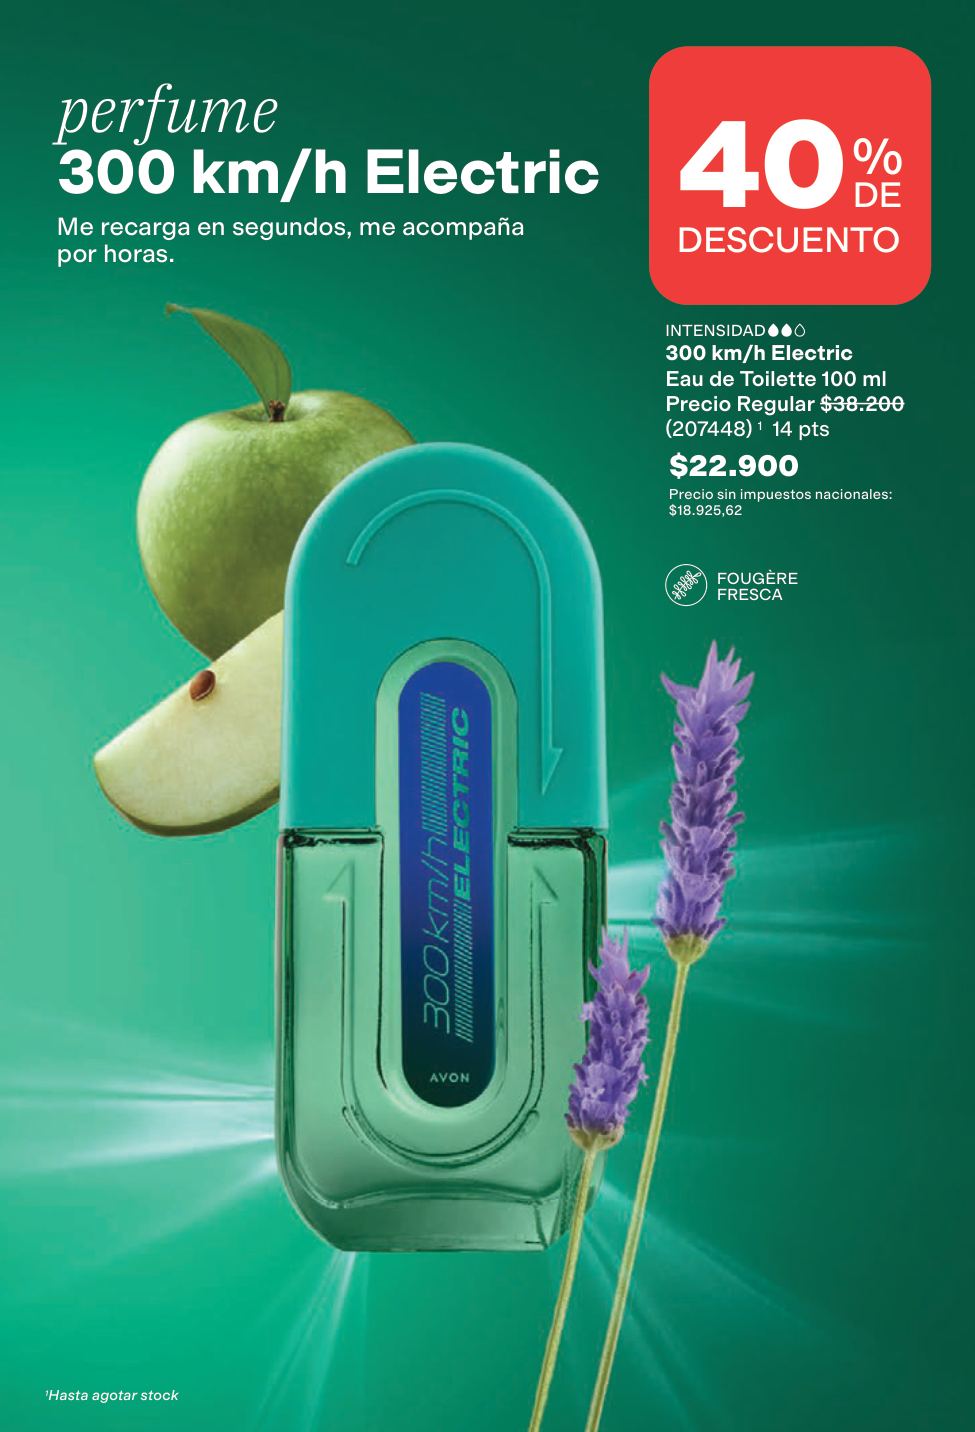 perfume
300 km/h Electric
Me recarga en segundos, me acompaña
por horas.
40%
DE
DESCUENTO
INTENSIDAD
300 km/h Electric
Eau de Toilette 100 ml
Precio Regular $38.200
(207448) ¹ 14 pts
$22.900
Precio sin impuestos nacionales:
$18.925,62
FOUGÈRE
FRESCA
300 km/h
ELECTRIC
AVON
¹Hasta agotar stock